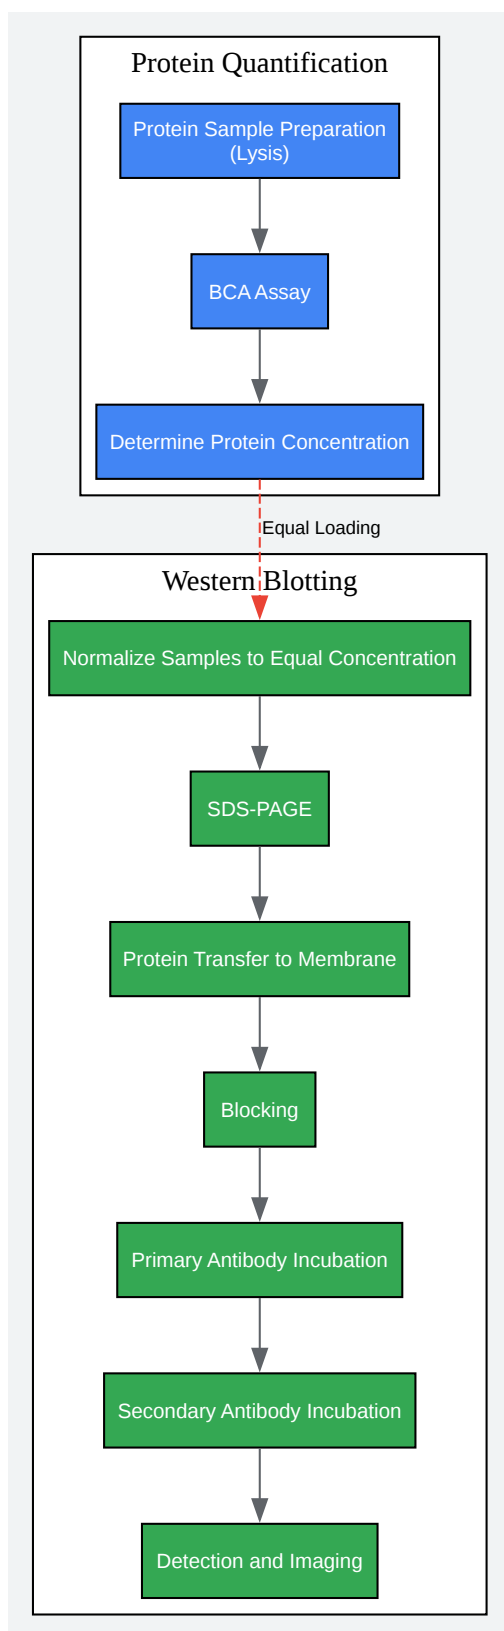 Protein Quantification
Protein Sample Preparation
(Lysis)
BCA Assay
Determine Protein Concentration
Equal Loading
Western Blotting
Normalize Samples to Equal Concentration
SDS-PAGE
Protein Transfer to Membrane
Blocking
Primary Antibody Incubation
Secondary Antibody Incubation
Detection and Imaging